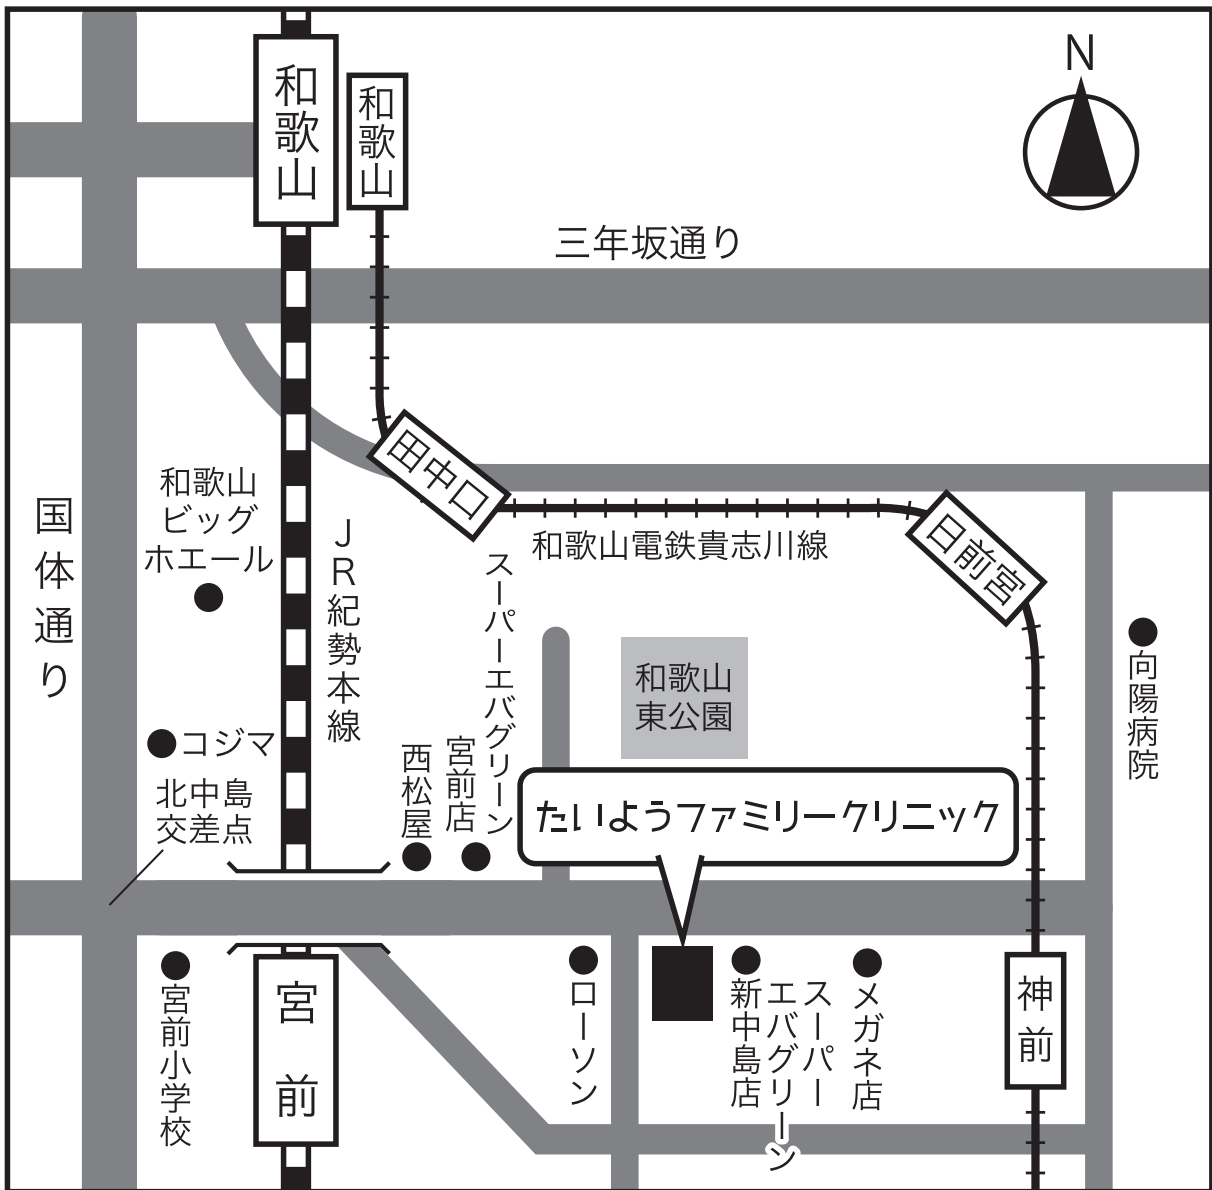 N
和歌山
和歌山
三年坂通り
田中口
日前宮
和歌山電鉄貴志川線
国体通り
和歌山
ビッグ
ホエール
JR紀勢本線
スーパーエバグリーン
宮前店
西松屋
和歌山
東公園
向陽病院
コジマ
北中島
交差点
たいようファミリークリニック
宮前小学校
宮前
ローソン
スーパー
エバグリーン
新中島店
メガネ店
神前